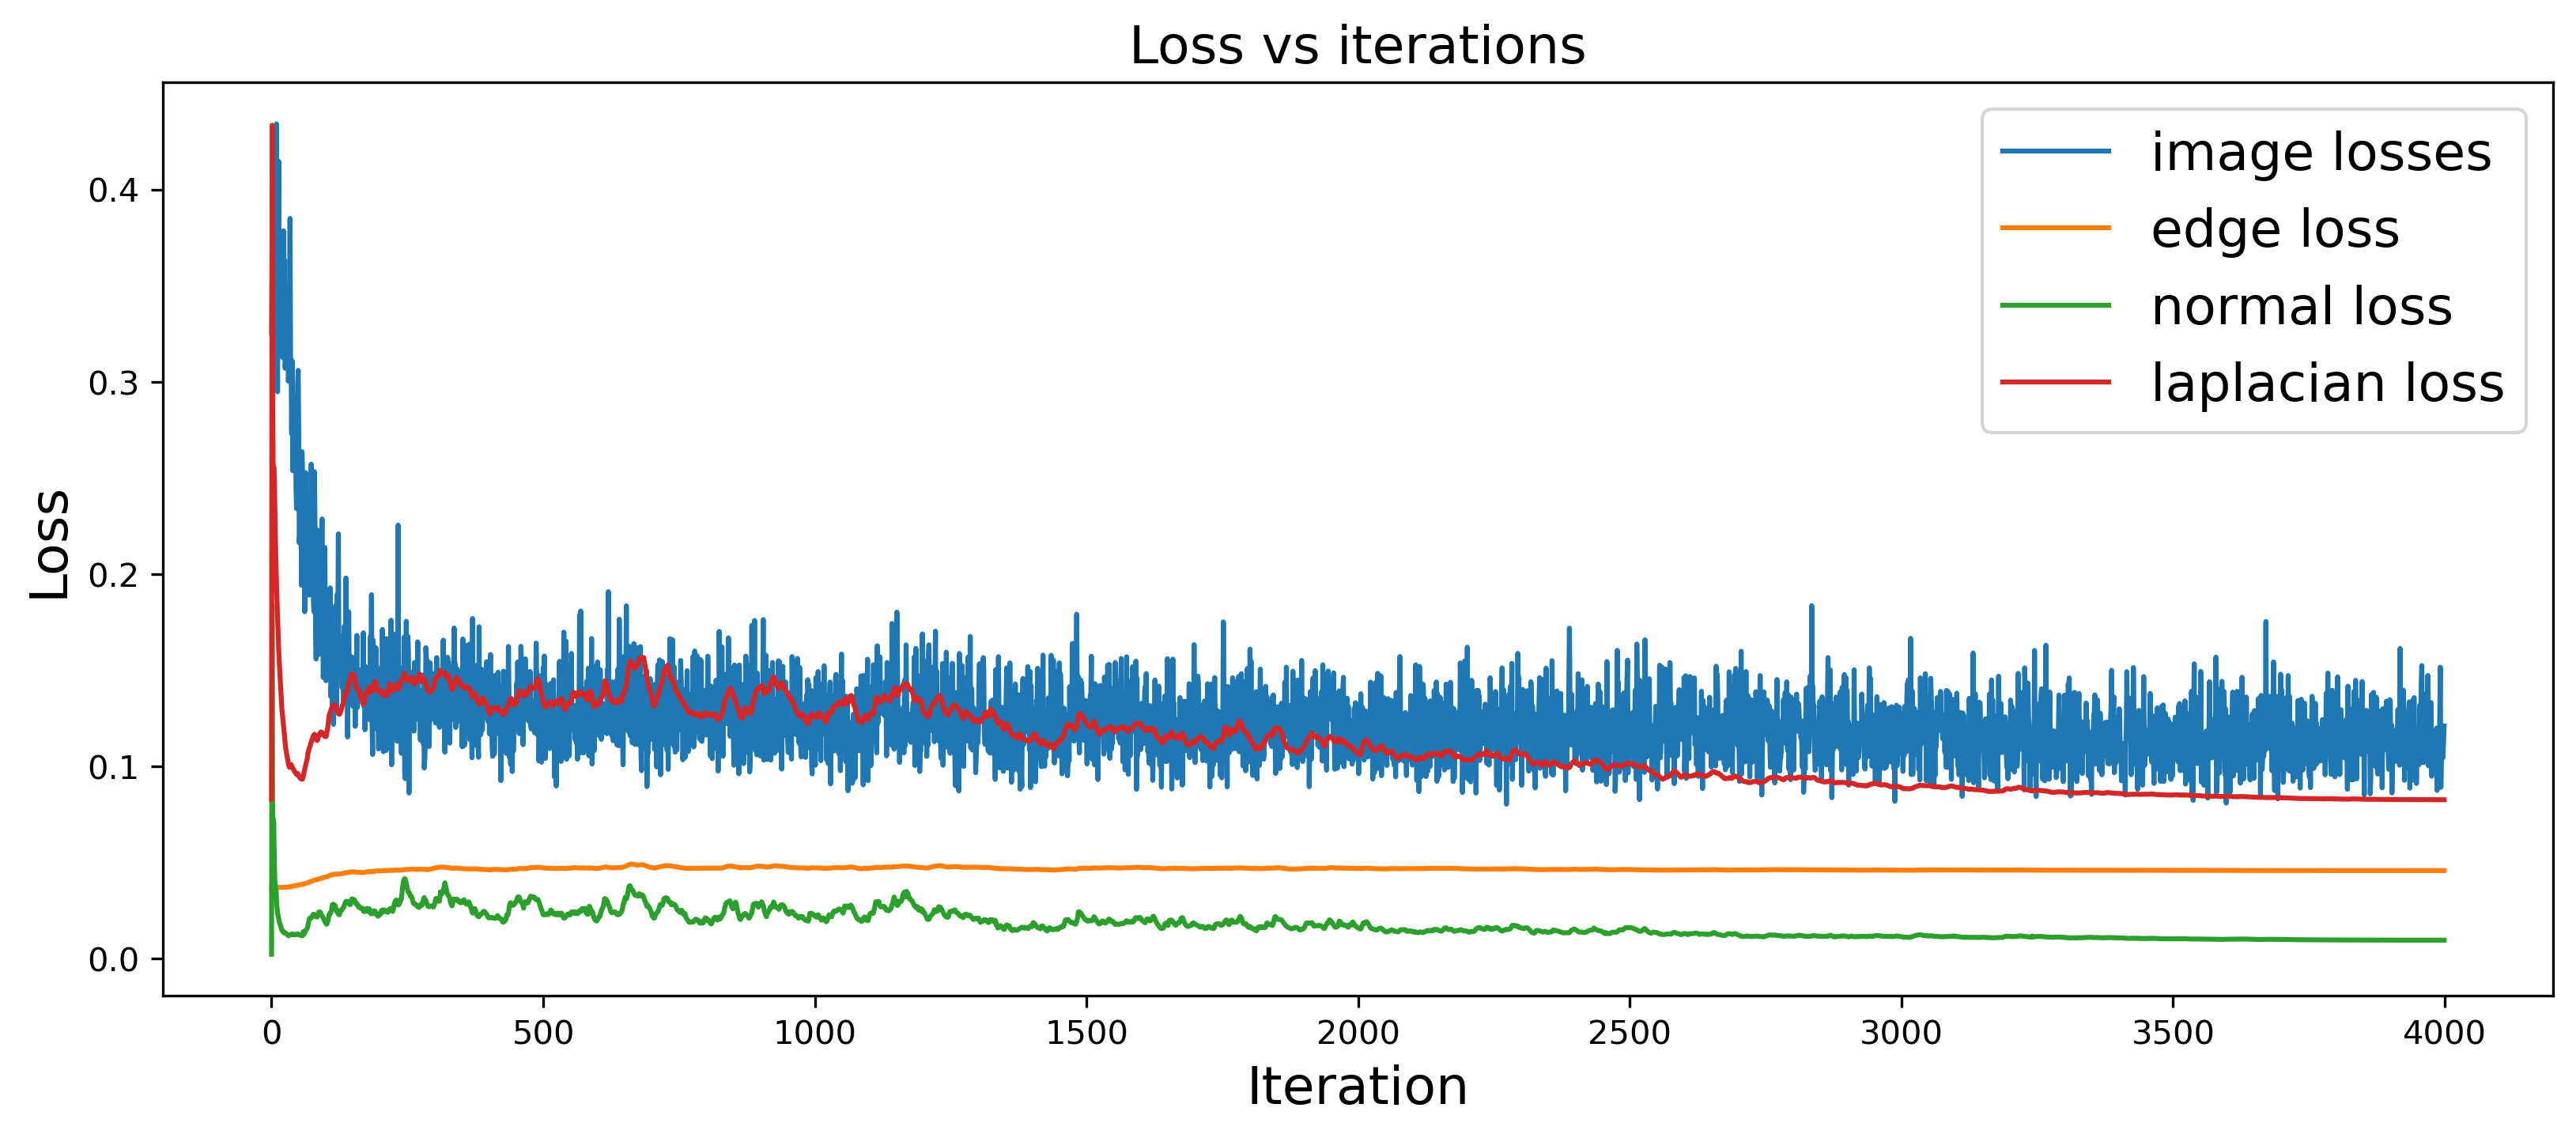 Loss vs iterations
0.4
0.3
0.2
0.1
0.0
Loss
image losses
edge loss
normal loss
laplacian loss
0 500 1000 1500 2000 2500 3000 3500 4000
Iteration